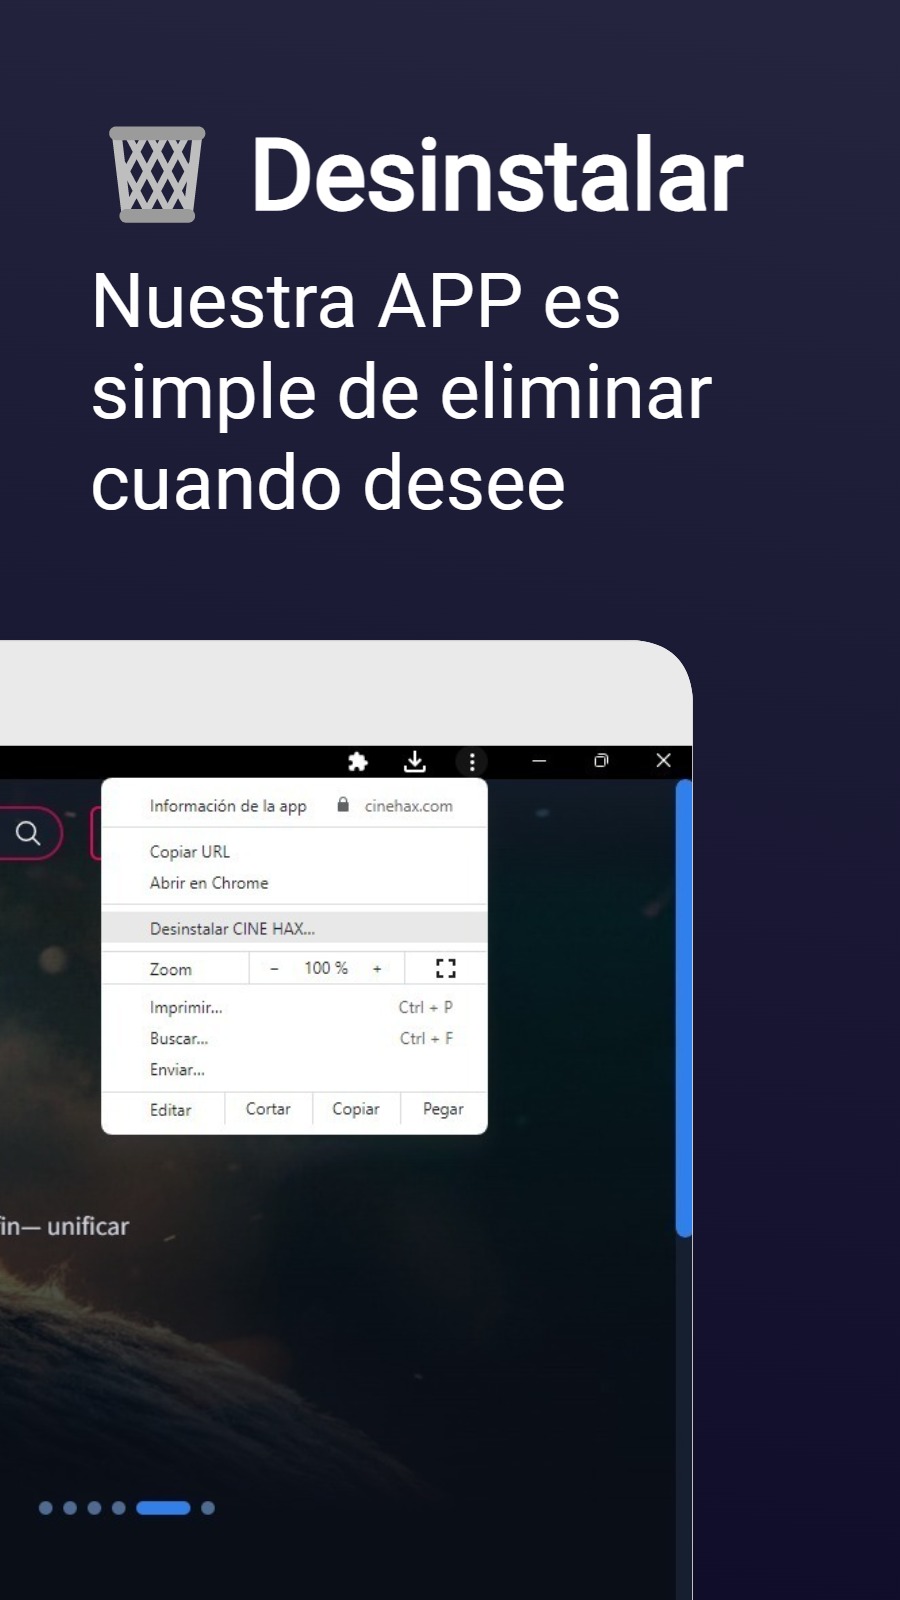 Desinstalar
Nuestra APP es
simple de eliminar
cuando desee
Información de la app cinehax.com
Copiar URL
Abrir en Chrome
Desinstalar CINE HAX...
Zoom − 100 % +
Imprimir... Ctrl + P
Buscar... Ctrl + F
Enviar...
Editar Cortar Copiar Pegar
fin— unificar